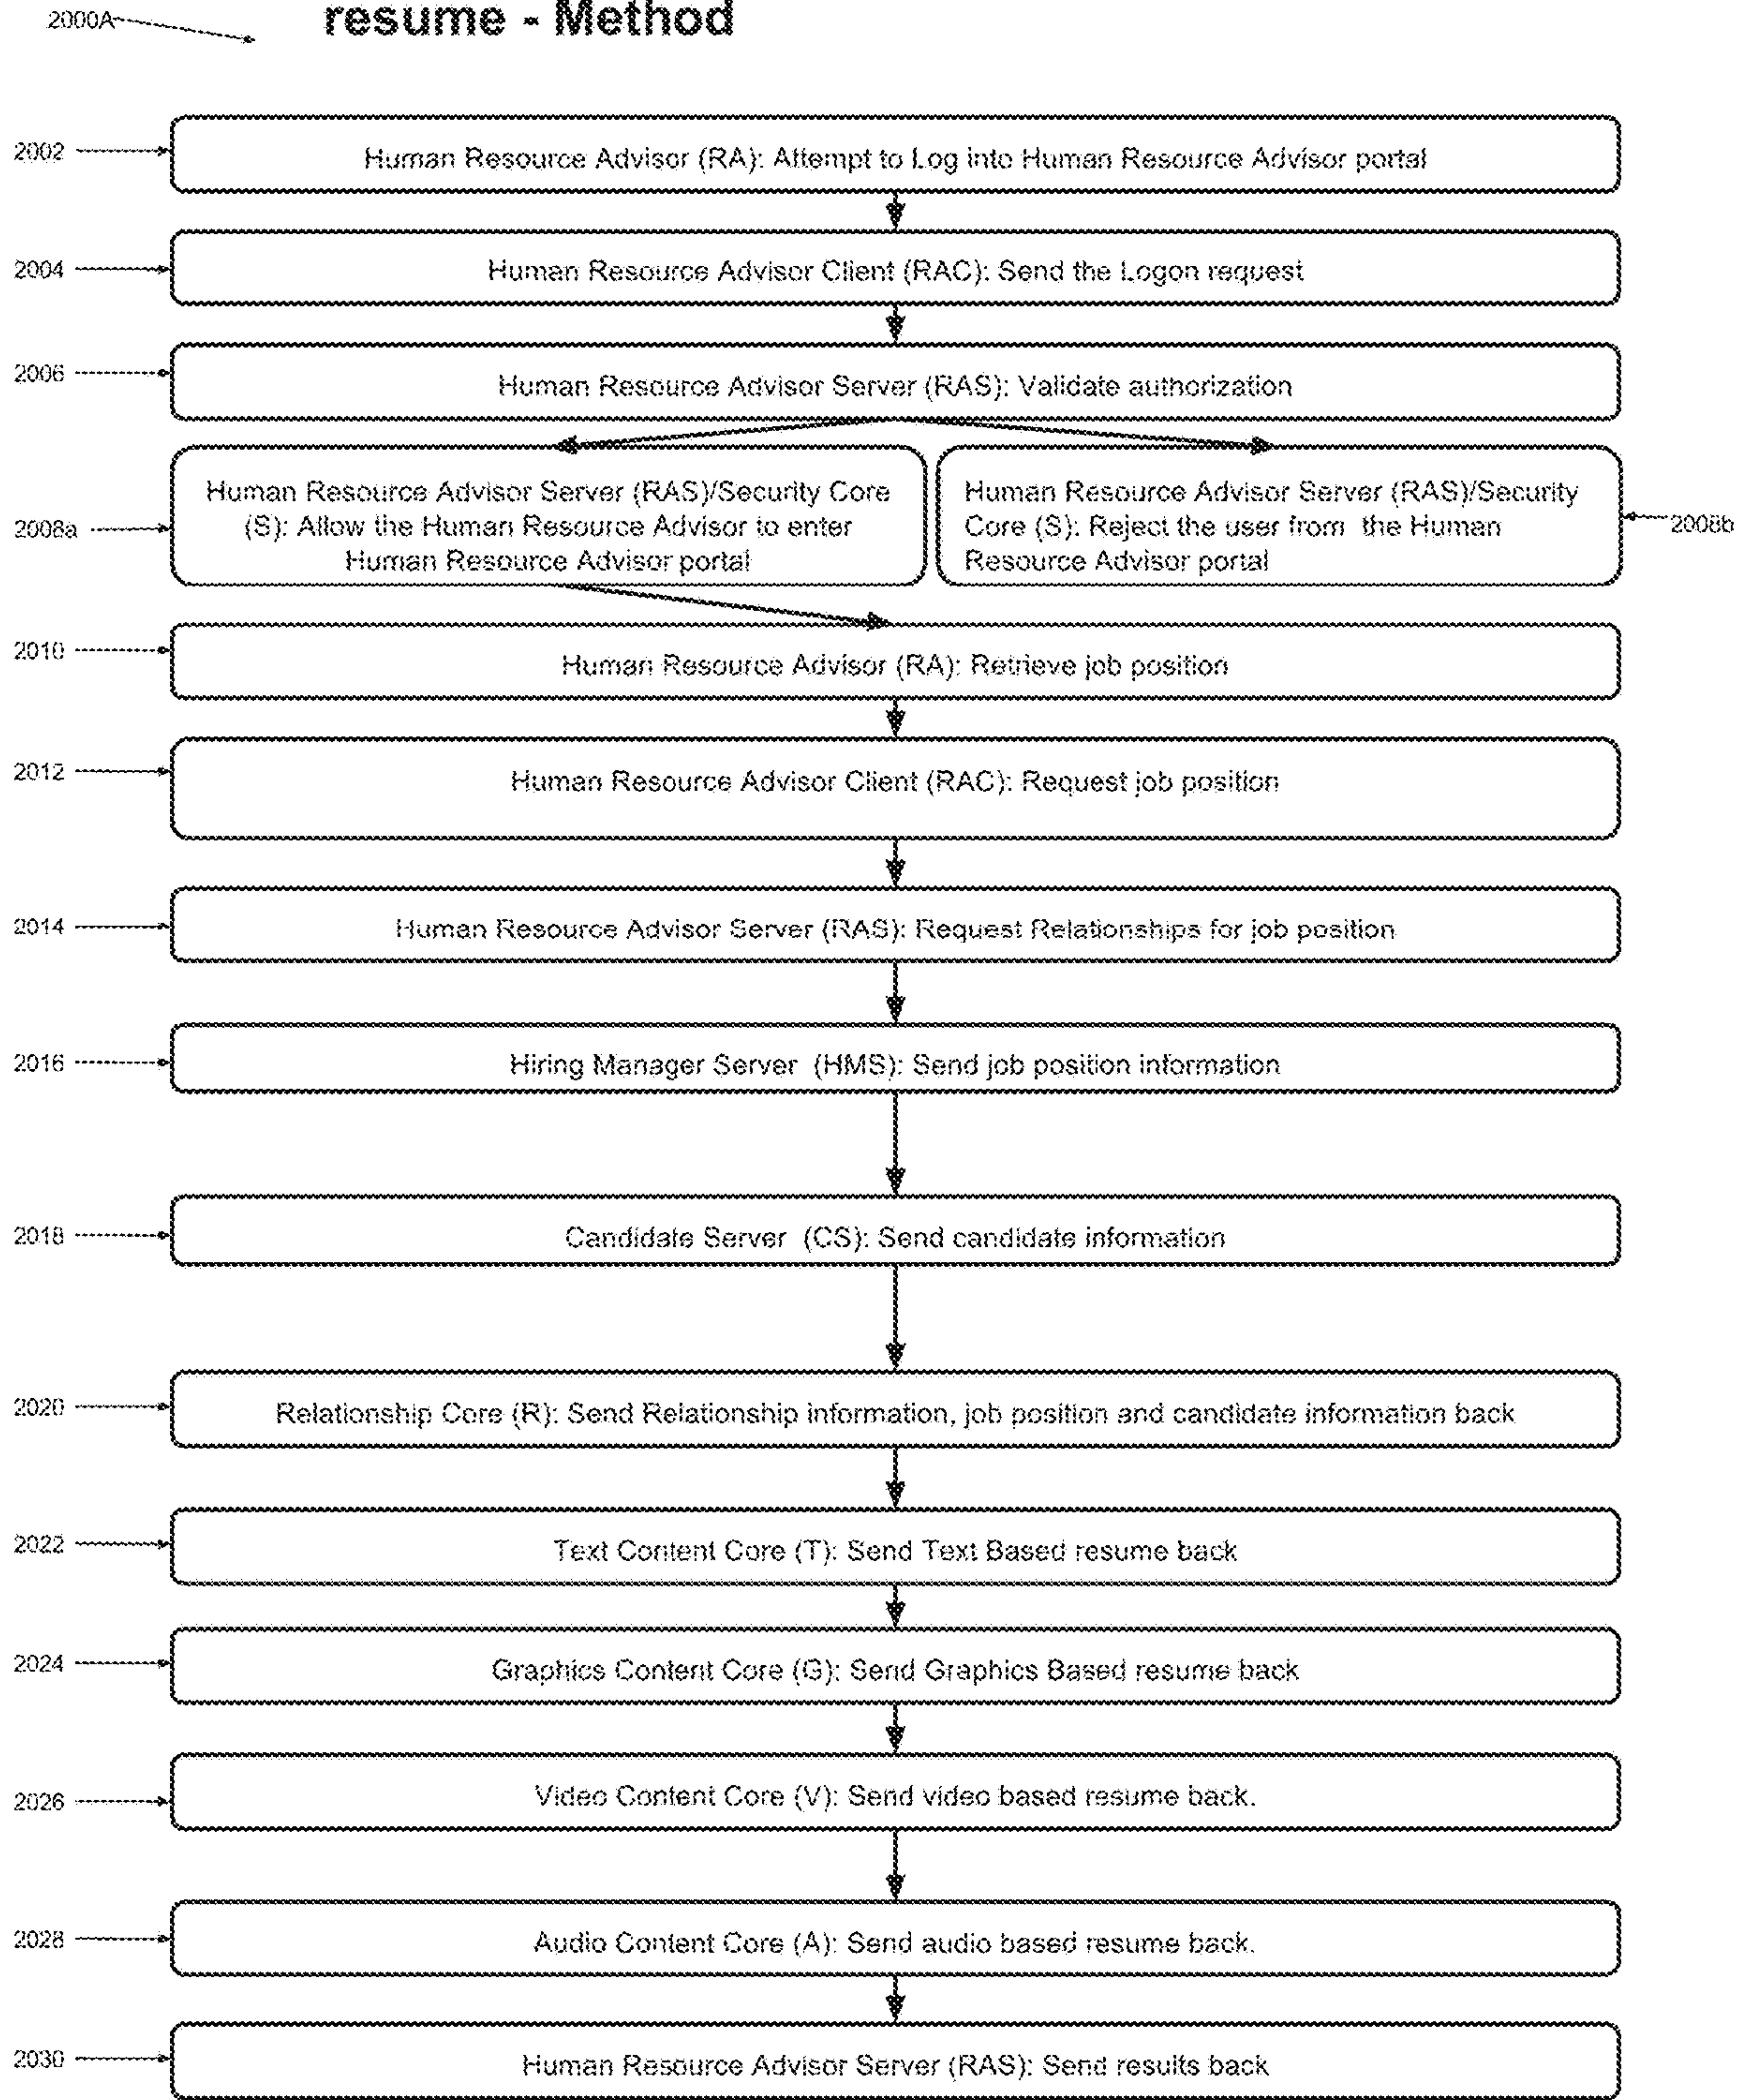 resume - Method
2000A
2002
Human Resource Advisor (RA): Attempt to Log into Human Resource Advisor portal
2004
Human Resource Advisor Client (RAC): Send the Logon request
2006
Human Resource Advisor Server (RAS): Validate authorization
2008a
Human Resource Advisor Server (RAS)/Security Core
(S): Allow the Human Resource Advisor to enter
Human Resource Advisor portal
Human Resource Advisor Server (RAS)/Security
Core (S): Reject the user from the Human
Resource Advisor portal
2008b
2010
Human Resource Advisor (RA): Retrieve job position
2012
Human Resource Advisor Client (RAC): Request job position
2014
Human Resource Advisor Server (RAS): Request Relationships for job position
2016
Hiring Manager Server (HMS): Send job position information
2018
Candidate Server (CS): Send candidate information
2020
Relationship Core (R): Send Relationship information, job position and candidate information back
2022
Text Content Core (T): Send Text Based resume back
2024
Graphics Content Core (G): Send Graphics Based resume back
2026
Video Content Core (V): Send video based resume back.
2028
Audio Content Core (A): Send audio based resume back.
2030
Human Resource Advisor Server (RAS): Send results back